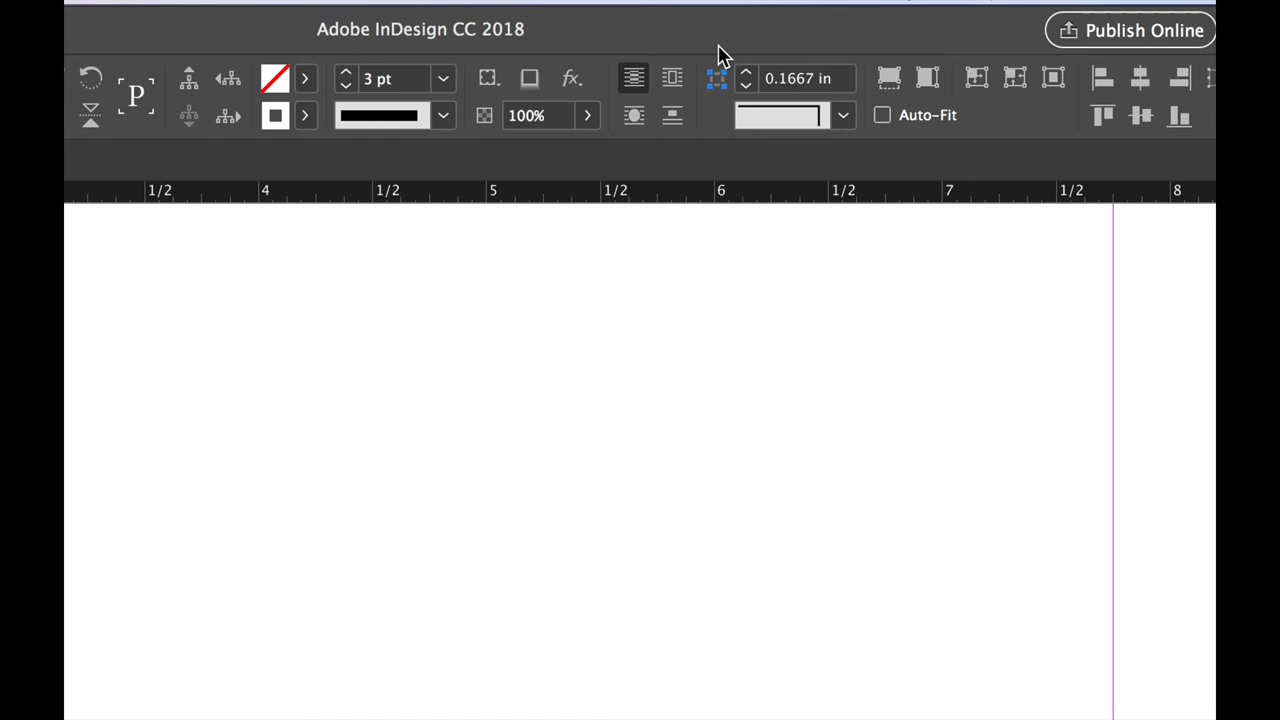 Adobe InDesign CC 2018
Publish Online
P
3 pt
fx.
0.1667 in
100%
Auto-Fit
1/2 4 1/2 5 1/2 6 1/2 7 1/2 8